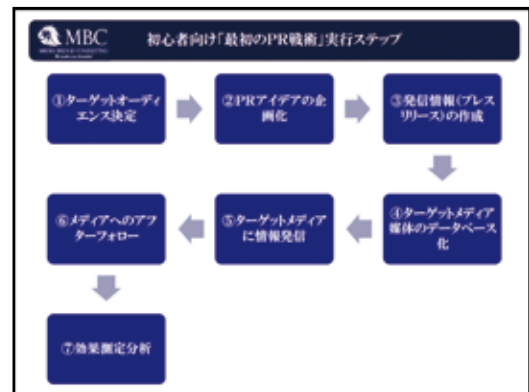 MBC
初心者向け「最初のPR戦術」実行ステップ
①ターゲットオーディ
エンス決定
②PRアイデアの企
画化
③発信情報(プレス
リリース)の作成
④ターゲットメディア
媒体のデータベース
化
⑤ターゲットメディア
に情報発信
⑥メディアへのアフ
ターフォロー
⑦効果測定分析